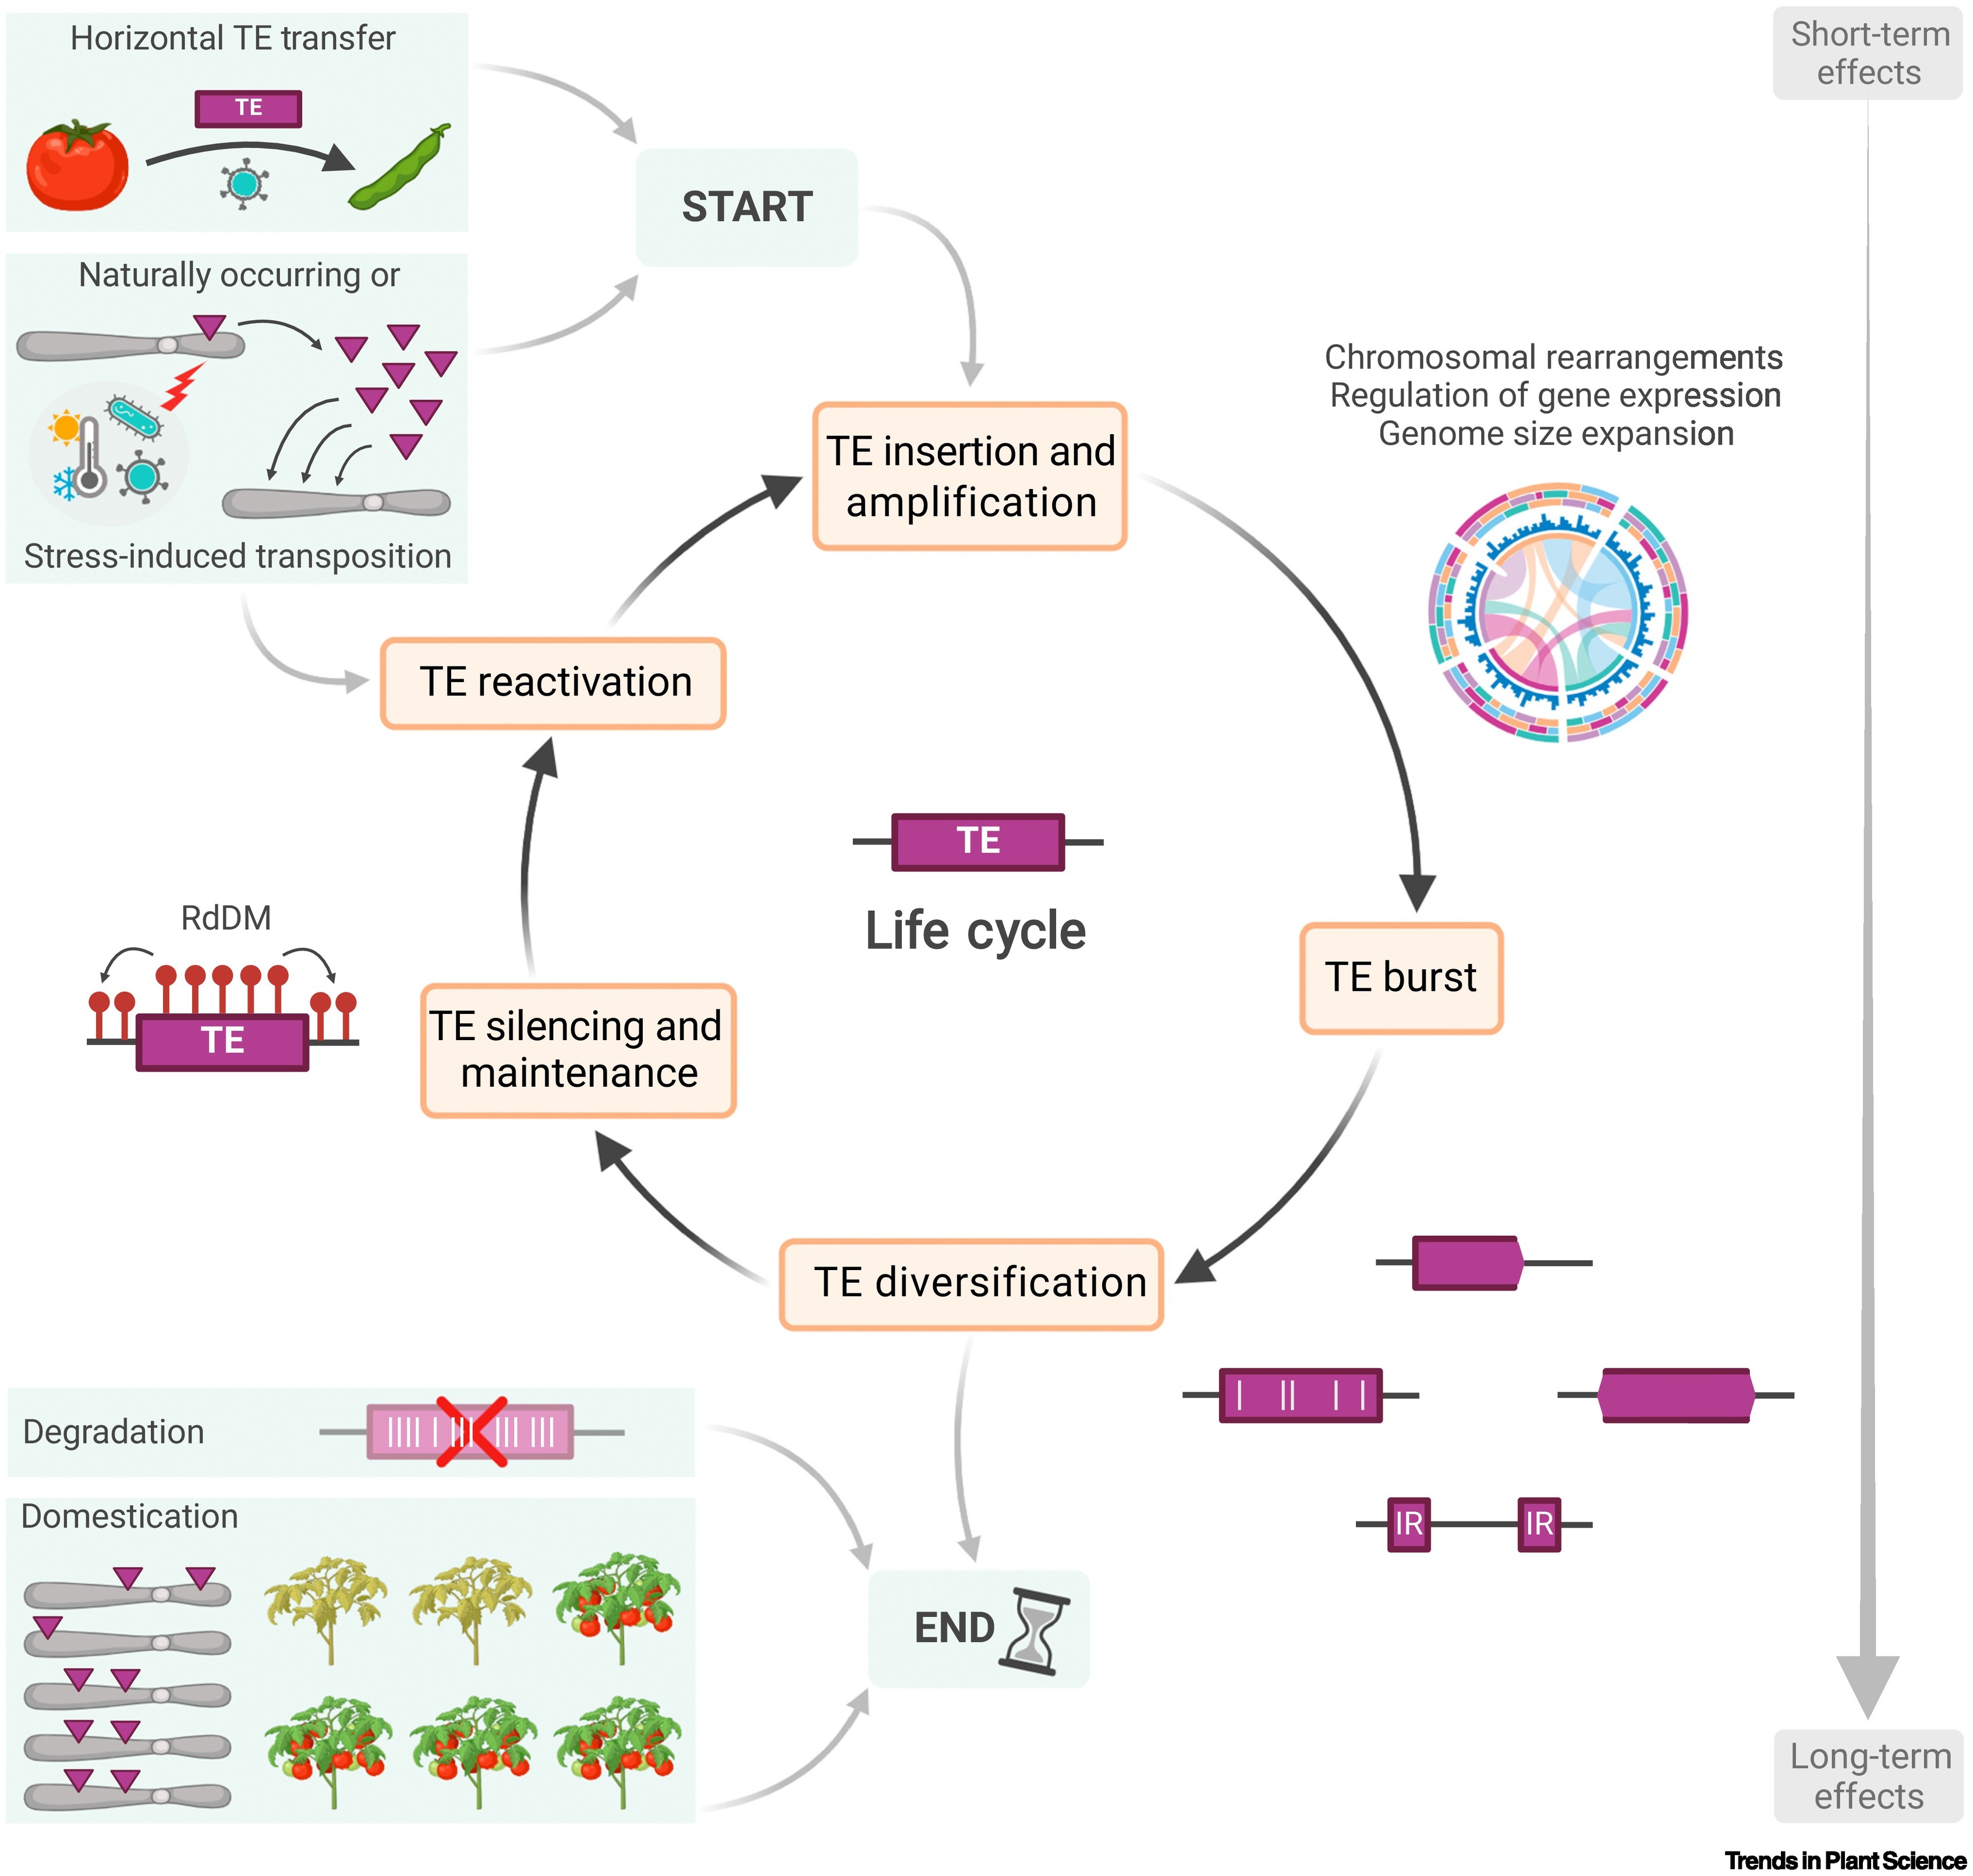 Horizontal TE transfer
TE
Naturally occurring or
Stress-induced transposition
START
Short-term
effects
TE insertion and
amplification
Chromosomal rearrangements
Regulation of gene expression
Genome size expansion
TE reactivation
TE
Life cycle
RdDM
TE
TE silencing and
maintenance
TE burst
TE diversification
IR
IR
Degradation
Domestication
END
Long-term
effects
Trends in Plant Science